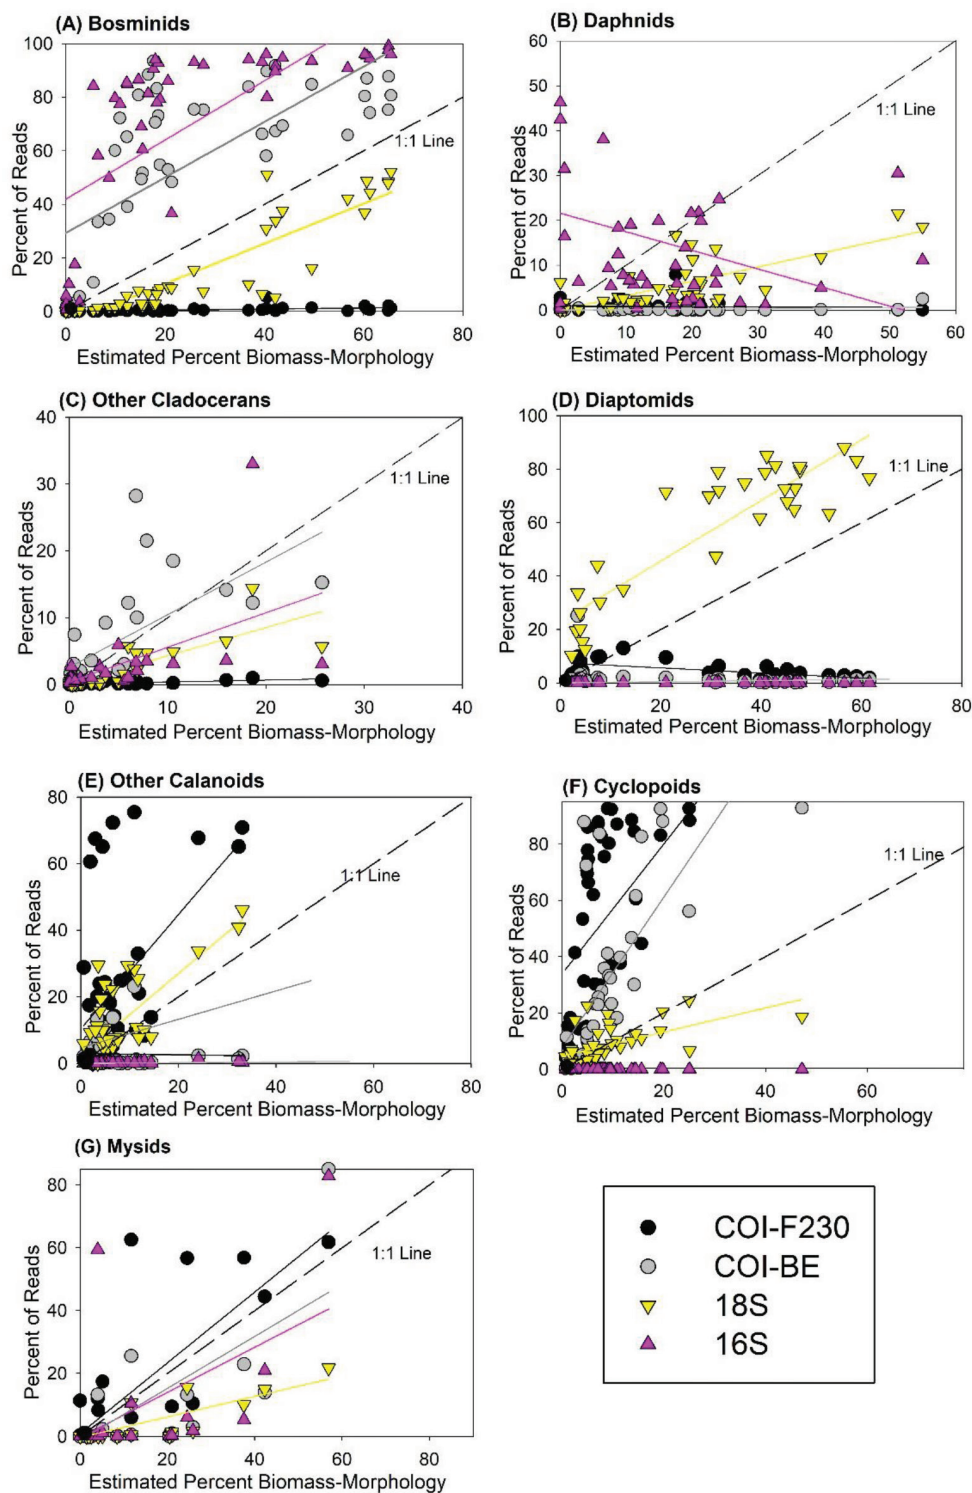 (A) Bosminids
100
80
60
40
20
0
Percent of Reads
1:1 Line
0 20 40 60 80
Estimated Percent Biomass-Morphology
(B) Daphnids
60
50
40
30
20
10
0
Percent of Reads
1:1 Line
0 10 20 30 40 50 60
Estimated Percent Biomass-Morphology
(C) Other Cladocerans
40
30
20
10
0
Percent of Reads
1:1 Line
0 10 20 30 40
Estimated Percent Biomass-Morphology
(D) Diaptomids
100
80
60
40
20
0
Percent of Reads
1:1 Line
0 20 40 60 80
Estimated Percent Biomass-Morphology
(E) Other Calanoids
80
60
40
20
0
Percent of Reads
1:1 Line
0 20 40 60 80
Estimated Percent Biomass-Morphology
(F) Cyclopoids
80
60
40
20
0
Percent of Reads
1:1 Line
0 20 40 60
Estimated Percent Biomass-Morphology
(G) Mysids
80
60
40
20
0
Percent of Reads
1:1 Line
0 20 40 60 80
Estimated Percent Biomass-Morphology
COI-F230
COI-BE
18S
16S